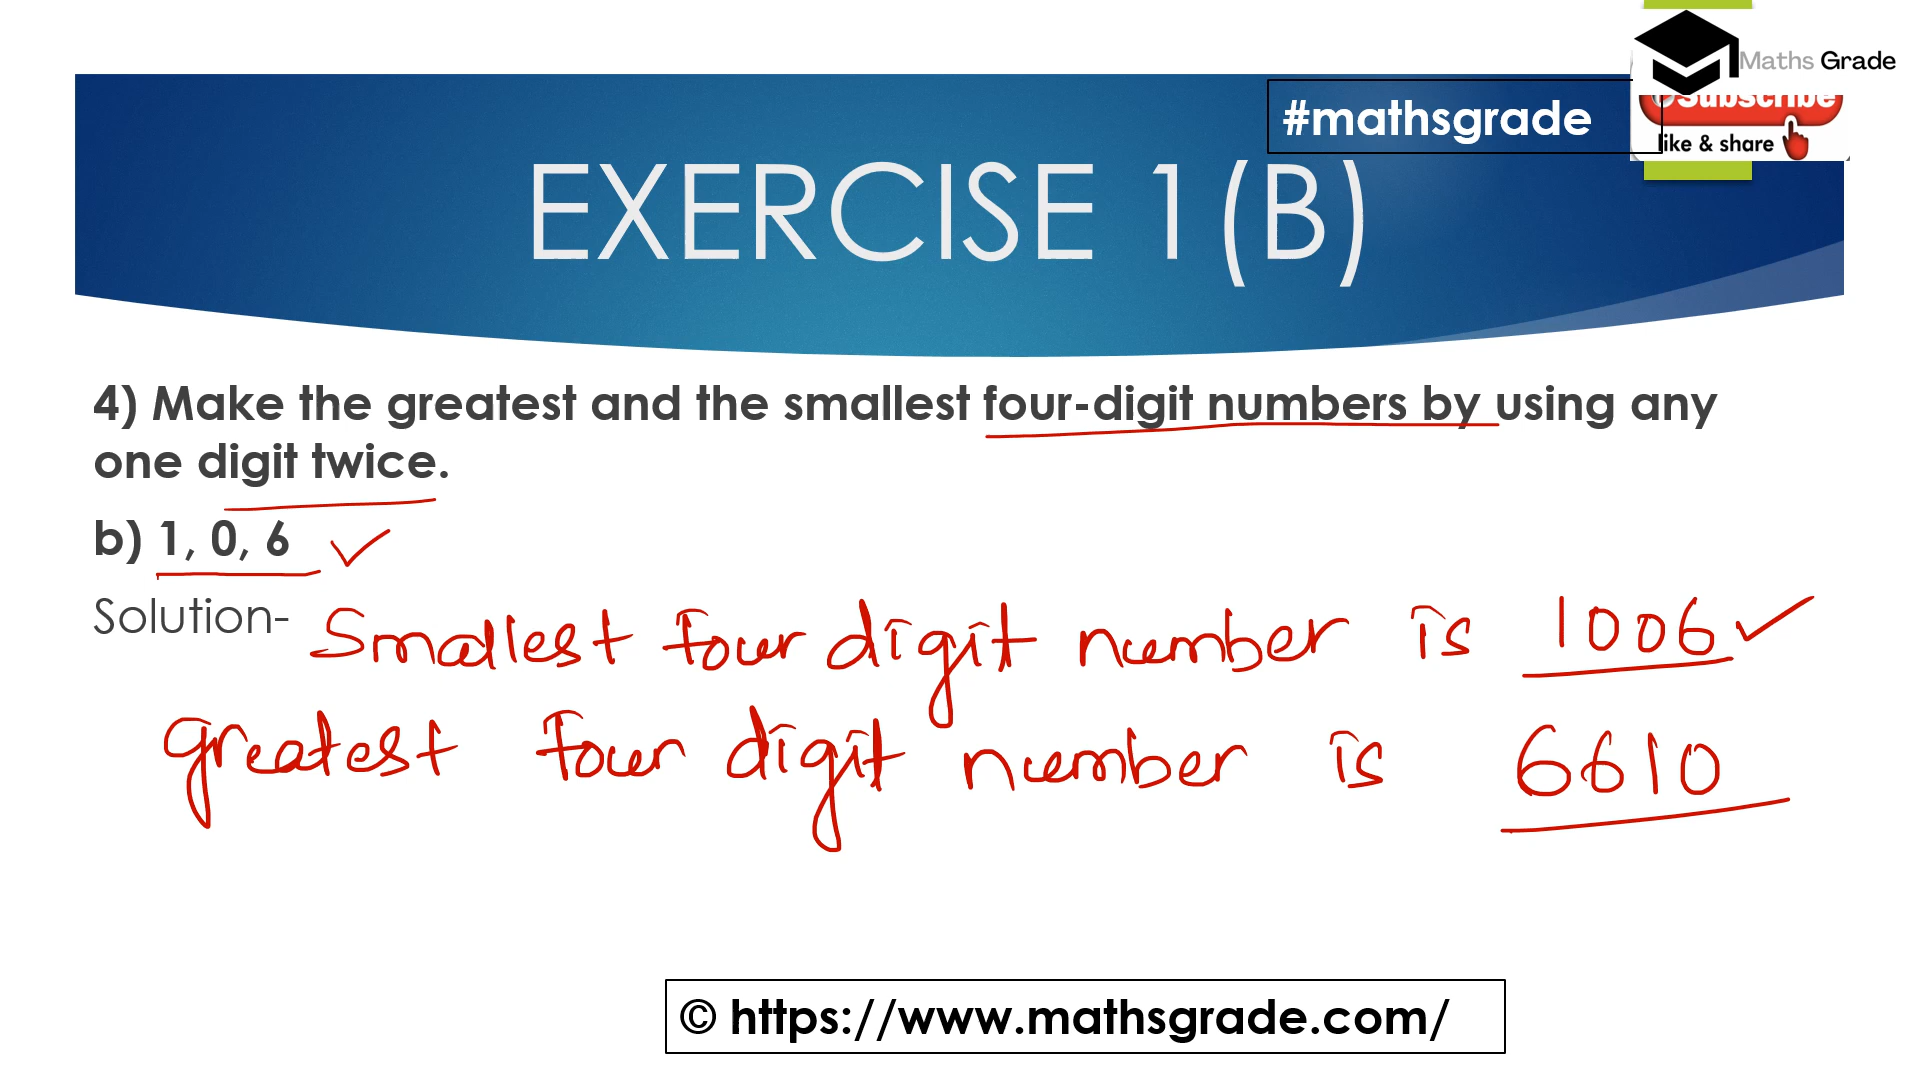 Maths Grade
#mathsgrade
Subscribe
like & share
EXERCISE 1(B)
4) Make the greatest and the smallest four-digit numbers by using any
one digit twice.
b) 1, 0, 6
Solution- Smallest four digit number is 1006
greatest four digit number is 6610
© https://www.mathsgrade.com/